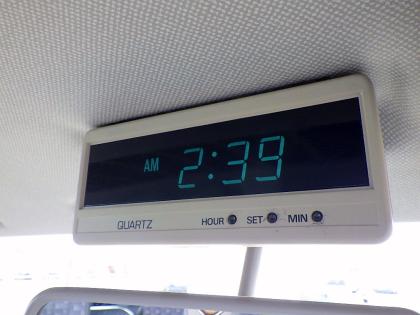 AM 2:39
QUARTZ HOUR SET MIN